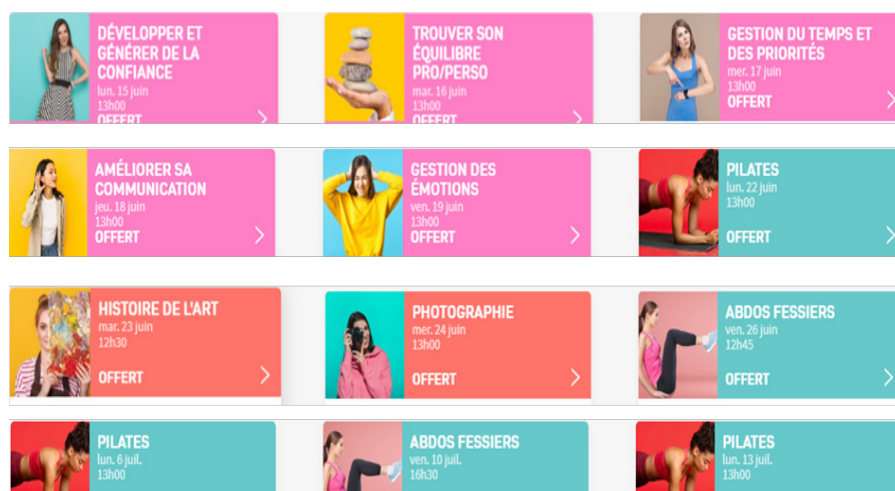 DÉVELOPPER ET
GÉNÉRER DE LA
CONFIANCE
lun. 15 juin
13h00
OFFERT
TROUVER SON
ÉQUILIBRE
PRO/PERSO
mar. 16 juin
13h00
OFFERT
GESTION DU TEMPS ET
DES PRIORITÉS
mer. 17 juin
13h00
OFFERT
AMÉLIORER SA
COMMUNICATION
jeu. 18 juin
13h00
OFFERT
GESTION DES
ÉMOTIONS
ven. 19 juin
13h00
OFFERT
PILATES
lun. 22 juin
13h00
OFFERT
HISTOIRE DE L'ART
mar. 23 juin
12h30
OFFERT
PHOTOGRAPHIE
mer. 24 juin
13h00
OFFERT
ABDOS FESSIERS
ven. 26 juin
12h45
OFFERT
PILATES
lun. 6 juil.
13h00
ABDOS FESSIERS
ven. 10 juil.
16h30
PILATES
lun. 13 juil.
13h00